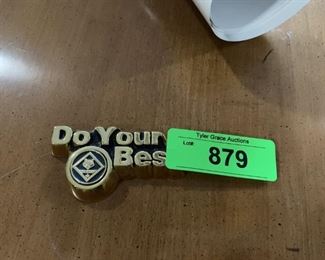 Do Your
Bes
Tyler Grace Auctions
Lot#
879